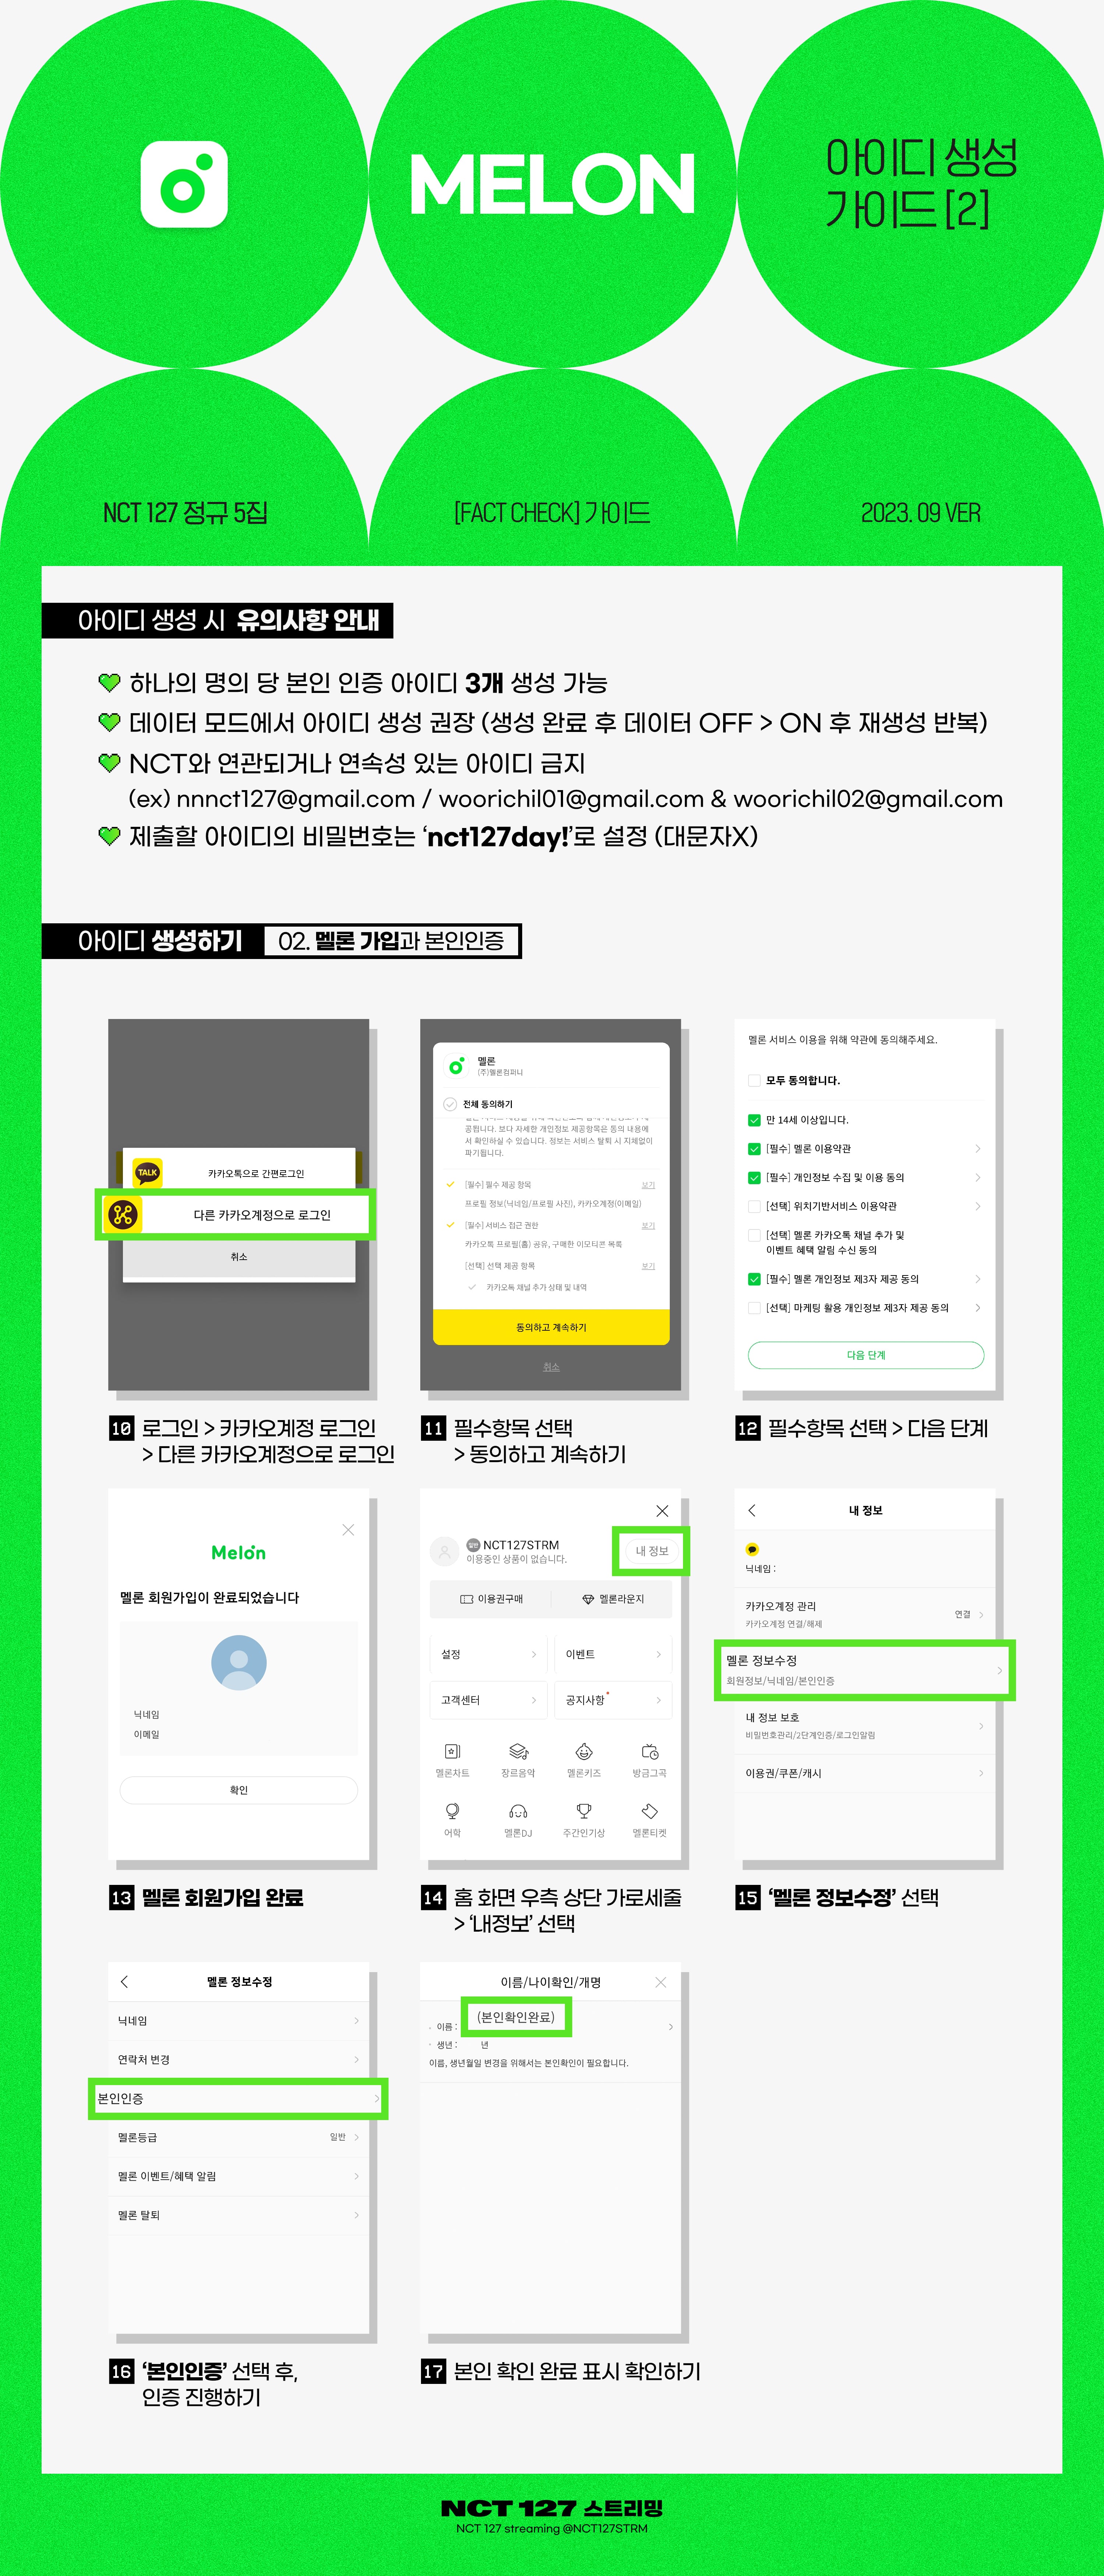 MELON
아이디 생성
가이드 [2]
NCT 127 정규 5집
[FACT CHECK] 가이드
2023. 09 VER
아이디 생성 시 유의사항 안내
하나의 명의 당 본인 인증 아이디 3개 생성 가능
데이터 모드에서 아이디 생성 권장 (생성 완료 후 데이터 OFF > ON 후 재생성 반복)
NCT와 연관되거나 연속성 있는 아이디 금지
(ex) nnnct127@gmail.com / woorichil01@gmail.com & woorichil02@gmail.com
제출할 아이디의 비밀번호는 ‘nct127day!’로 설정 (대문자X)
아이디 생성하기 02. 멜론 가입과 본인인증
TALK 카카오톡으로 간편로그인
다른 카카오계정으로 로그인
취소
10 로그인 > 카카오계정 로그인
> 다른 카카오계정으로 로그인
멜론
(주)멜론컴퍼니
전체 동의하기
공됩니다. 보다 자세한 개인정보 제공항목은 동의 내용에
서 확인하실 수 있습니다. 정보는 서비스 탈퇴 시 지체없이
파기됩니다.
[필수] 필수 제공 항목 보기
프로필 정보(닉네임/프로필 사진), 카카오계정(이메일)
[필수] 서비스 접근 권한 보기
카카오톡 프로필(홈) 공유, 구매한 이모티콘 목록
[선택] 선택 제공 항목 보기
카카오톡 채널 추가 상태 및 내역
동의하고 계속하기
취소
11 필수항목 선택
> 동의하고 계속하기
멜론 서비스 이용을 위해 약관에 동의해주세요.
모두 동의합니다.
만 14세 이상입니다.
[필수] 멜론 이용약관
[필수] 개인정보 수집 및 이용 동의
[선택] 위치기반서비스 이용약관
[선택] 멜론 카카오톡 채널 추가 및
이벤트 혜택 알림 수신 동의
[필수] 멜론 개인정보 제3자 제공 동의
[선택] 마케팅 활용 개인정보 제3자 제공 동의
다음 단계
12 필수항목 선택 > 다음 단계
Melon
멜론 회원가입이 완료되었습니다
닉네임
이메일
확인
13 멜론 회원가입 완료
일반 NCT127STRM
이용중인 상품이 없습니다.
내 정보
이용권구매 멜론라운지
설정 이벤트
고객센터 공지사항
멜론차트 장르음악 멜론키즈 방금그곡
어학 멜론DJ 주간인기상 멜론티켓
14 홈 화면 우측 상단 가로세줄
> ‘내정보’ 선택
내 정보
닉네임 :
카카오계정 관리
카카오계정 연결/해제
연결
멜론 정보수정
회원정보/닉네임/본인인증
내 정보 보호
비밀번호관리/2단계인증/로그인알림
이용권/쿠폰/캐시
15 ‘멜론 정보수정’ 선택
멜론 정보수정
닉네임
연락처 변경
본인인증
멜론등급 일반
멜론 이벤트/혜택 알림
멜론 탈퇴
16 ‘본인인증’ 선택 후,
인증 진행하기
이름/나이확인/개명
(본인확인완료)
이름 :
생년 : 년
이름, 생년월일 변경을 위해서는 본인확인이 필요합니다.
17 본인 확인 완료 표시 확인하기
NCT 127 스트리밍
NCT 127 streaming @NCT127STRM